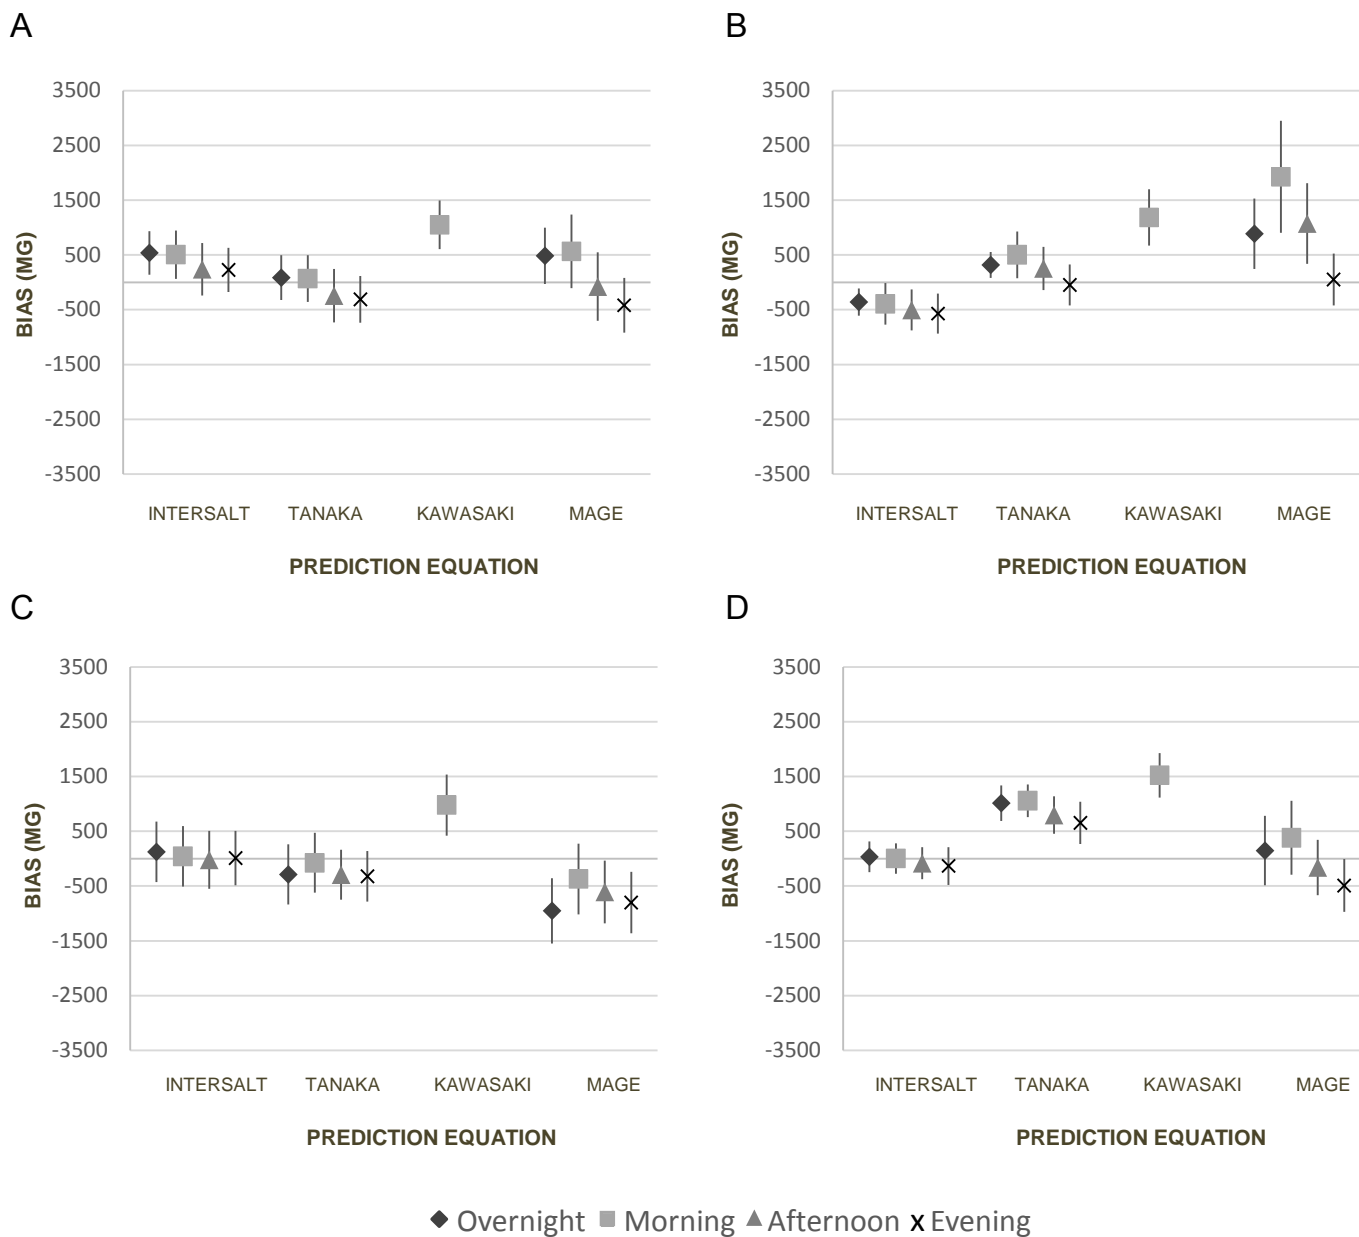 A
3500
2500
1500
500
-500
-1500
-2500
-3500
BIAS (MG)
INTERSALT TANAKA KAWASAKI MAGE
PREDICTION EQUATION
B
3500
2500
1500
500
-500
-1500
-2500
-3500
BIAS (MG)
INTERSALT TANAKA KAWASAKI MAGE
PREDICTION EQUATION
C
3500
2500
1500
500
-500
-1500
-2500
-3500
BIAS (MG)
INTERSALT TANAKA KAWASAKI MAGE
PREDICTION EQUATION
D
3500
2500
1500
500
-500
-1500
-2500
-3500
BIAS (MG)
INTERSALT TANAKA KAWASAKI MAGE
PREDICTION EQUATION
Overnight Morning Afternoon x Evening